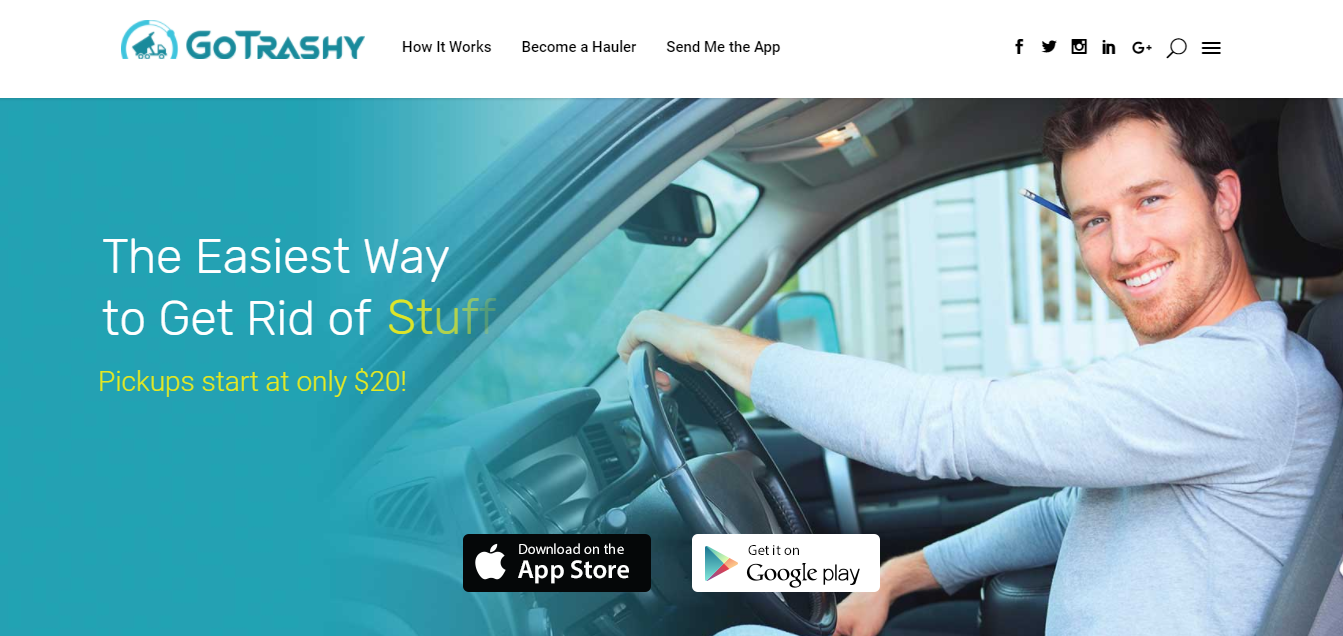 GoTrashy
How It Works
Become a Hauler
Send Me the App
The Easiest Way
to Get Rid of Stuff
Pickups start at only $20!
Download on the
App Store
Get it on
Google play